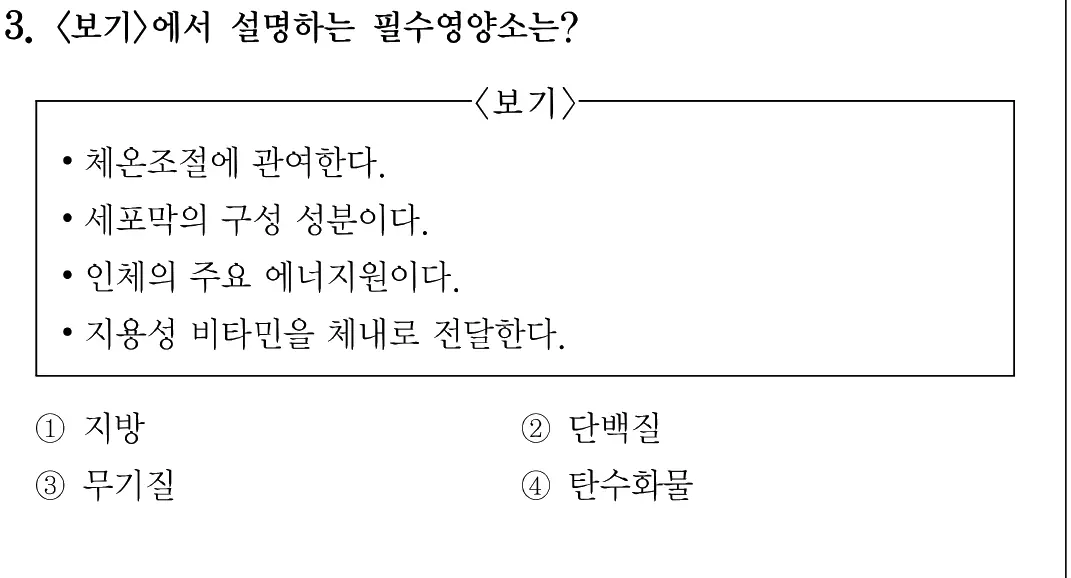 3. 〈보기〉에서 설명하는 필수영양소는?
〈보기〉
• 체온조절에 관여한다.
• 세포막의 구성 성분이다.
• 인체의 주요 에너지원이다.
• 지용성 비타민을 체내로 전달한다.
① 지방 ② 단백질
③ 무기질 ④ 탄수화물